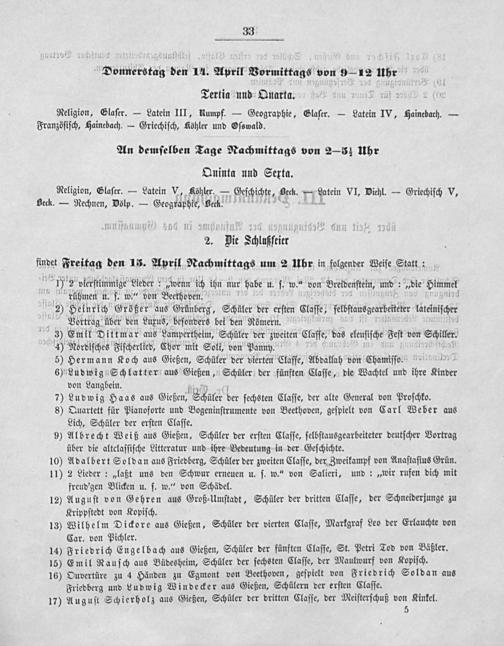 33
Donnerstag den 14. April Vormittags von 9—12 Uhr
Tertia und Quarta.
Religion, Glaser. — Latein III, Rumpf. — Geographie, Glaser. — Latein IV, Hainebach. —
Französisch, Hainebach. — Griechisch, Köhler und Osswald.
An demselben Tage Nachmittags von 2—5½ Uhr
Quinta und Sexta.
Religion, Glaser. — Latein V, Köhler. — Geschichte, Beck. — Latein VI, Diehl. — Griechisch V,
Beck. — Rechnen, Dölp. — Geographie, Beck.
2. Die Schlußfeier
findet Freitag den 15. April Nachmittags um 2 Uhr in folgender Weise Statt:
1) 2 vierstimmige Lieder: „wenn ich ihn nur habe u. s. w." von Breidenstein, und: „die Himmel
rühmen u. s. w." von Beethoven.
2) Heinrich Größer aus Grünberg, Schüler der ersten Classe, selbstausgearbeiteter lateinischer
Vortrag über den Luxus, besonders bei den Römern.
3) Emil Dittmar aus Lampertheim, Schüler der zweiten Classe, das eleusische Fest von Schiller.
4) Nordisches Fischerlied, Chor mit Soli, von Panny.
5) Hermann Koch aus Gießen, Schüler der vierten Classe, Abdallah von Chamisso.
6) Ludwig Schlatter aus Gießen, Schüler der fünften Classe, die Wachtel und ihre Kinder
von Langbein.
7) Ludwig Haas aus Gießen, Schüler der sechsten Classe, der alte General von Proschko.
8) Quartett für Pianoforte und Bogeninstrumente von Beethoven, gespielt von Carl Weber aus
Lich, Schüler der ersten Classe.
9) Albrecht Weiß aus Gießen, Schüler der ersten Classe, selbstausgearbeiteter deutscher Vortrag
über die altclassische Litteratur und ihre Bedeutung in der Geschichte.
10) Adalbert Soldan aus Friedberg, Schüler der zweiten Classe, der Zweikampf von Anastasius Grün.
11) 2 Lieder: „laßt uns den Schwur erneuen u. s. w." von Salieri, und: „wir rufen dich mit
freud'gen Blicken u. s. w." von Schädel.
12) August von Gehren aus Groß-Umstadt, Schüler der dritten Classe, der Schneiderjunge zu
Krippstedt von Kopisch.
13) Wilhelm Dickore aus Gießen, Schüler der vierten Classe, Markgraf Leo der Erlauchte von
Car. von Pichler.
14) Friedrich Engelbach aus Gießen, Schüler der fünften Classe, St. Petri Tod von Bäßler.
15) Emil Rausch aus Büdesheim, Schüler der sechsten Classe, der Maulwurf von Kopisch.
16) Ouvertüre zu 4 Händen zu Egmont von Beethoven, gespielt von Friedrich Soldan aus
Friedberg und Ludwig Windecker aus Gießen, Schülern der ersten Classe.
17) August Schierholz aus Gießen, Schüler der dritten Classe, der Meisterschuß von Kinkel.
5